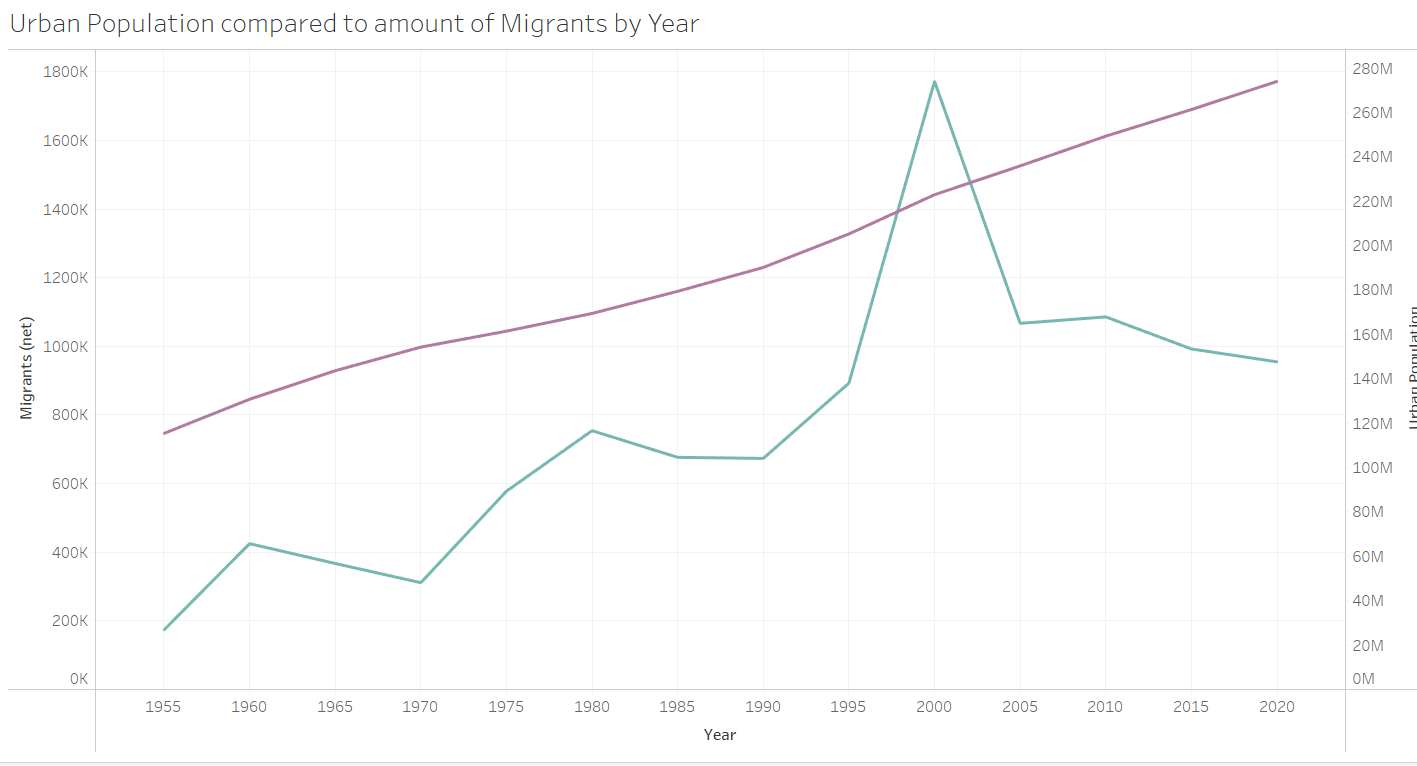 Urban Population compared to amount of Migrants by Year
1800K
1600K
1400K
1200K
1000K
800K
600K
400K
200K
0K
Migrants (net)
280M
260M
240M
220M
200M
180M
160M
140M
120M
100M
80M
60M
40M
20M
0M
Urban Population
1955 1960 1965 1970 1975 1980 1985 1990 1995 2000 2005 2010 2015 2020
Year